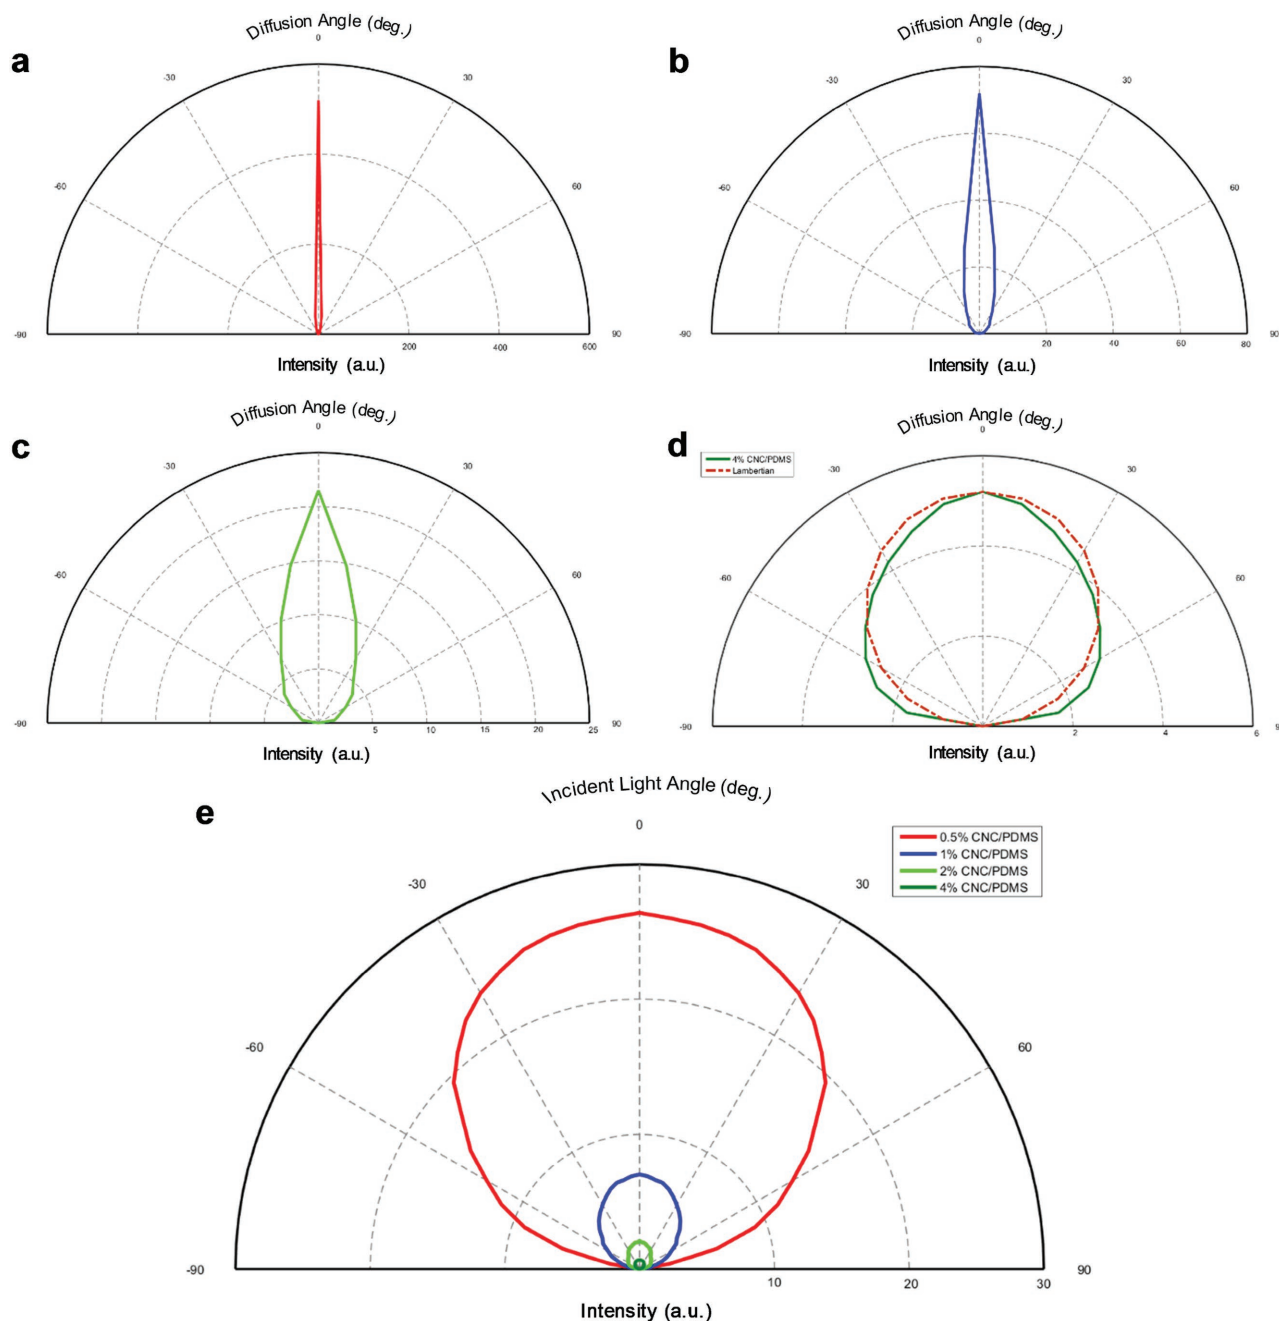 a
Diffusion Angle (deg.)
0
-30
30
-60
60
-90
90
200
400
600
Intensity (a.u.)
b
Diffusion Angle (deg.)
0
-30
30
-60
60
-90
90
20
40
60
80
Intensity (a.u.)
c
Diffusion Angle (deg.)
0
-30
30
-60
60
-90
90
5
10
15
20
25
Intensity (a.u.)
d
Diffusion Angle (deg.)
0
4% CNC/PDMS
Lambertian
-30
30
-60
60
-90
9
2
4
6
Intensity (a.u.)
e
Incident Light Angle (deg.)
0
0.5% CNC/PDMS
1% CNC/PDMS
2% CNC/PDMS
4% CNC/PDMS
-30
30
-60
60
-90
90
10
20
30
Intensity (a.u.)